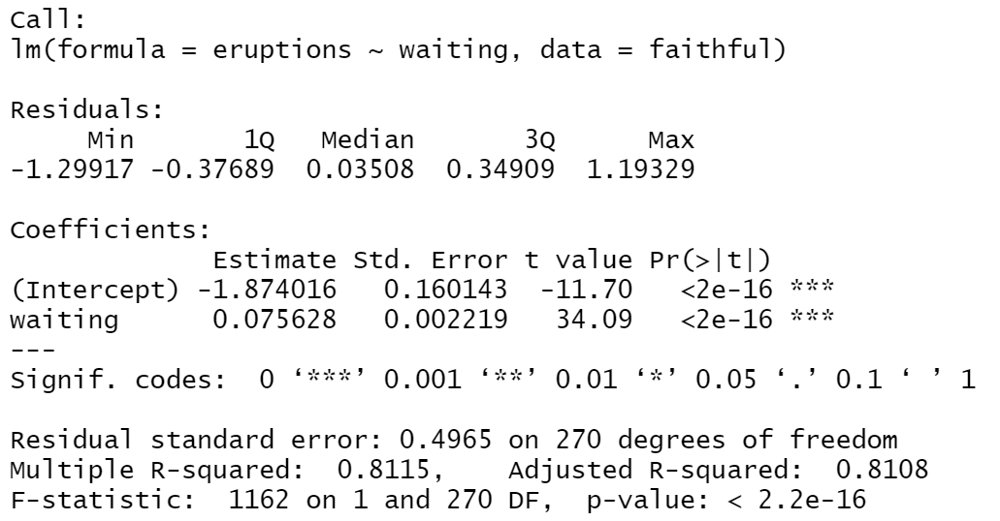 Call:
lm(formula = eruptions ~ waiting, data = faithful)
Residuals:
     Min       1Q   Median       3Q      Max
-1.29917 -0.37689  0.03508  0.34909  1.19329
Coefficients:
             Estimate Std. Error t value Pr(>|t|)
(Intercept) -1.874016   0.160143  -11.70   <2e-16 ***
waiting      0.075628   0.002219   34.09   <2e-16 ***
---
Signif. codes:  0 ‘***’ 0.001 ‘**’ 0.01 ‘*’ 0.05 ‘.’ 0.1 ‘ ’ 1
Residual standard error: 0.4965 on 270 degrees of freedom
Multiple R-squared:  0.8115,    Adjusted R-squared:  0.8108
F-statistic:  1162 on 1 and 270 DF,  p-value: < 2.2e-16